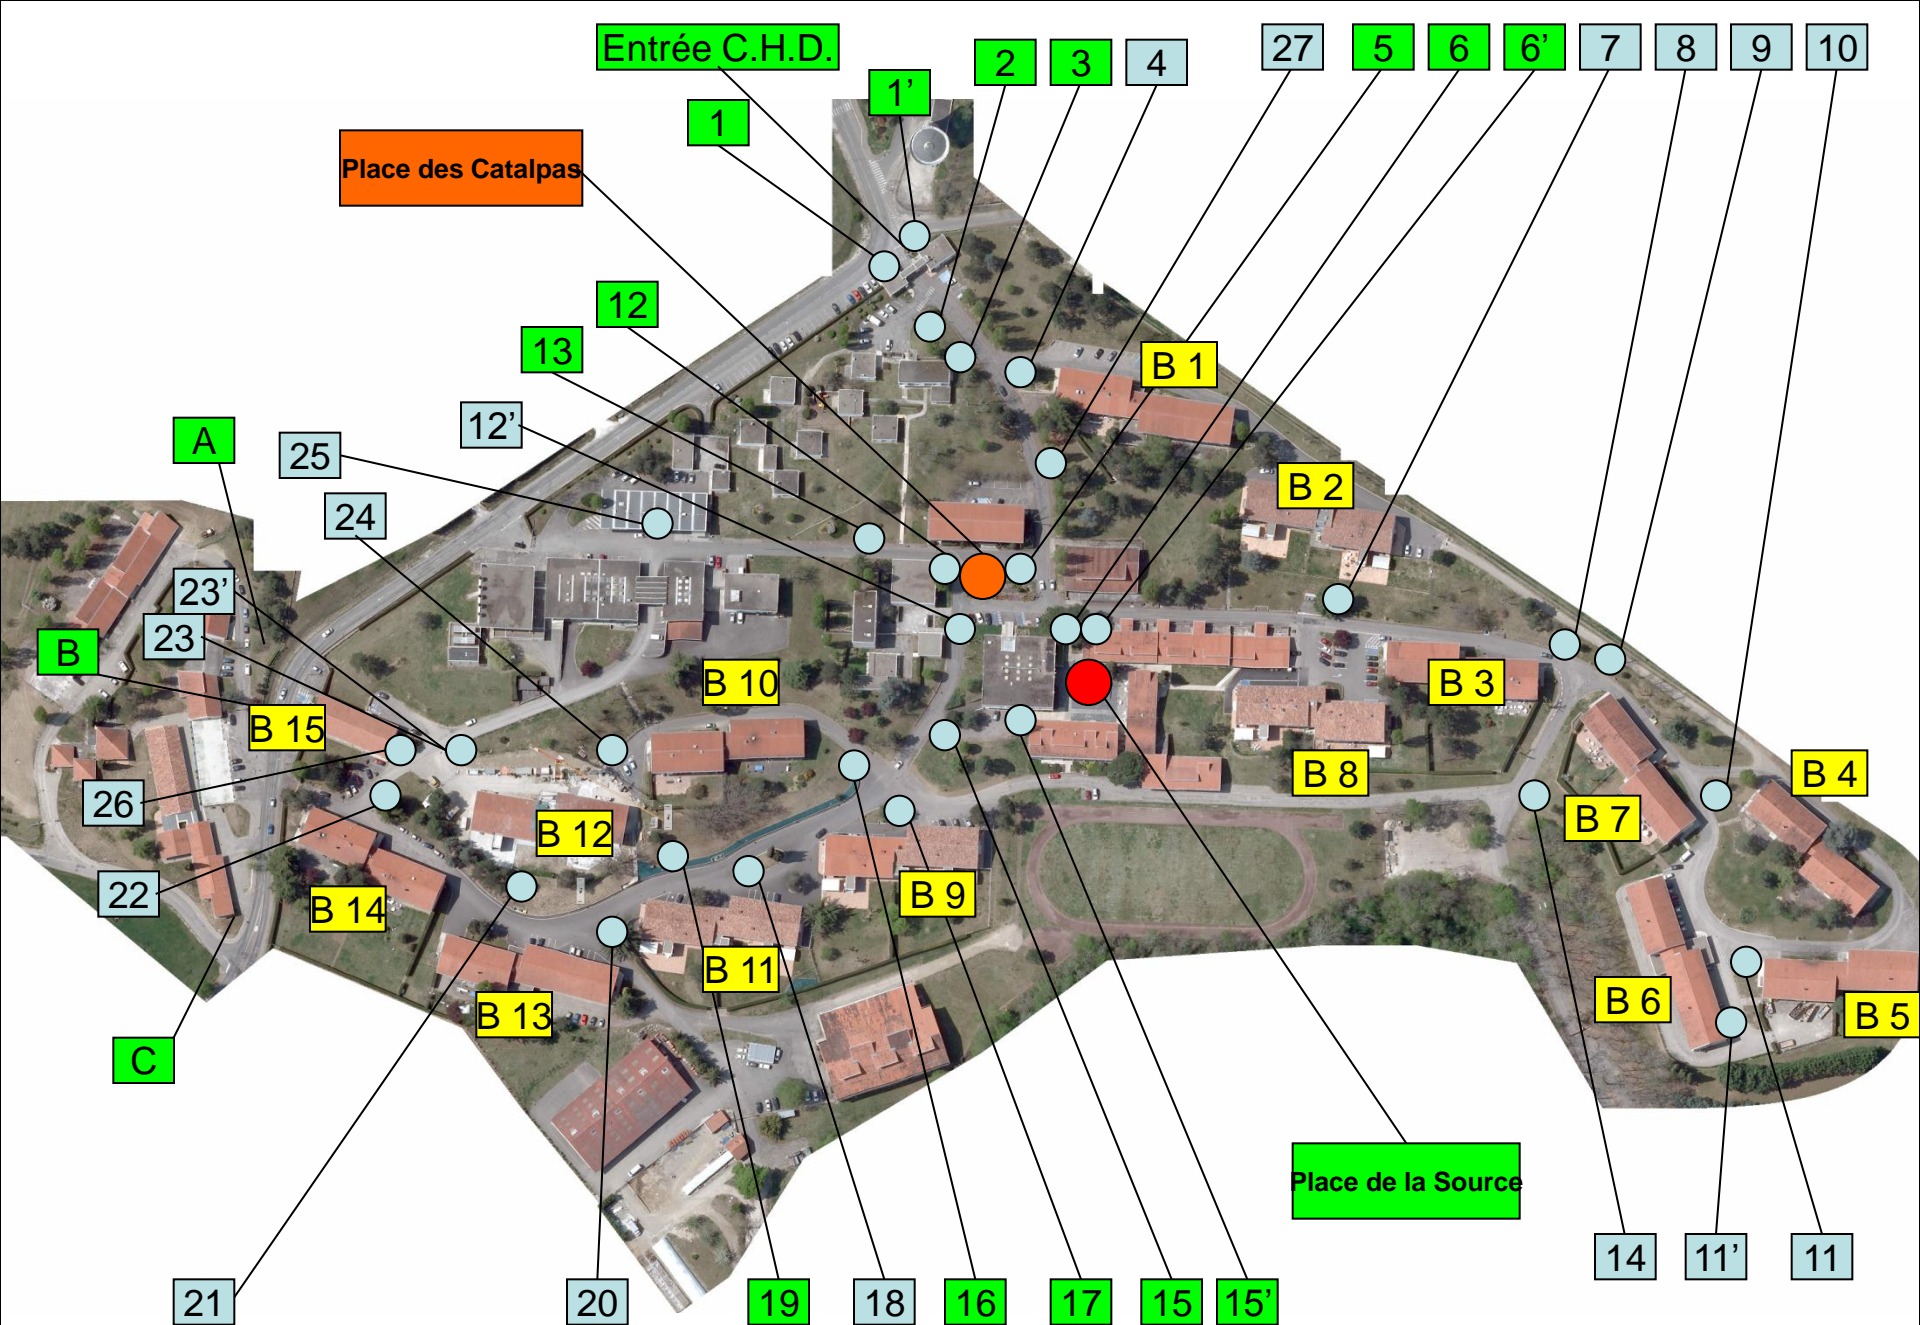 Entrée C.H.D.
2
3
4
27
5
6
6’
7
8
9
10
1’
1
Place des Catalpas
12
13
B 1
12’
A
25
B 2
24
23’
23
B
B 10
B 3
B 15
B 8
B 4
26
B 7
B 12
22
B 14
B 9
B 11
B 6
B 13
B 5
C
Place de la Source
14
11’
11
21
20
19
18
16
17
15
15’